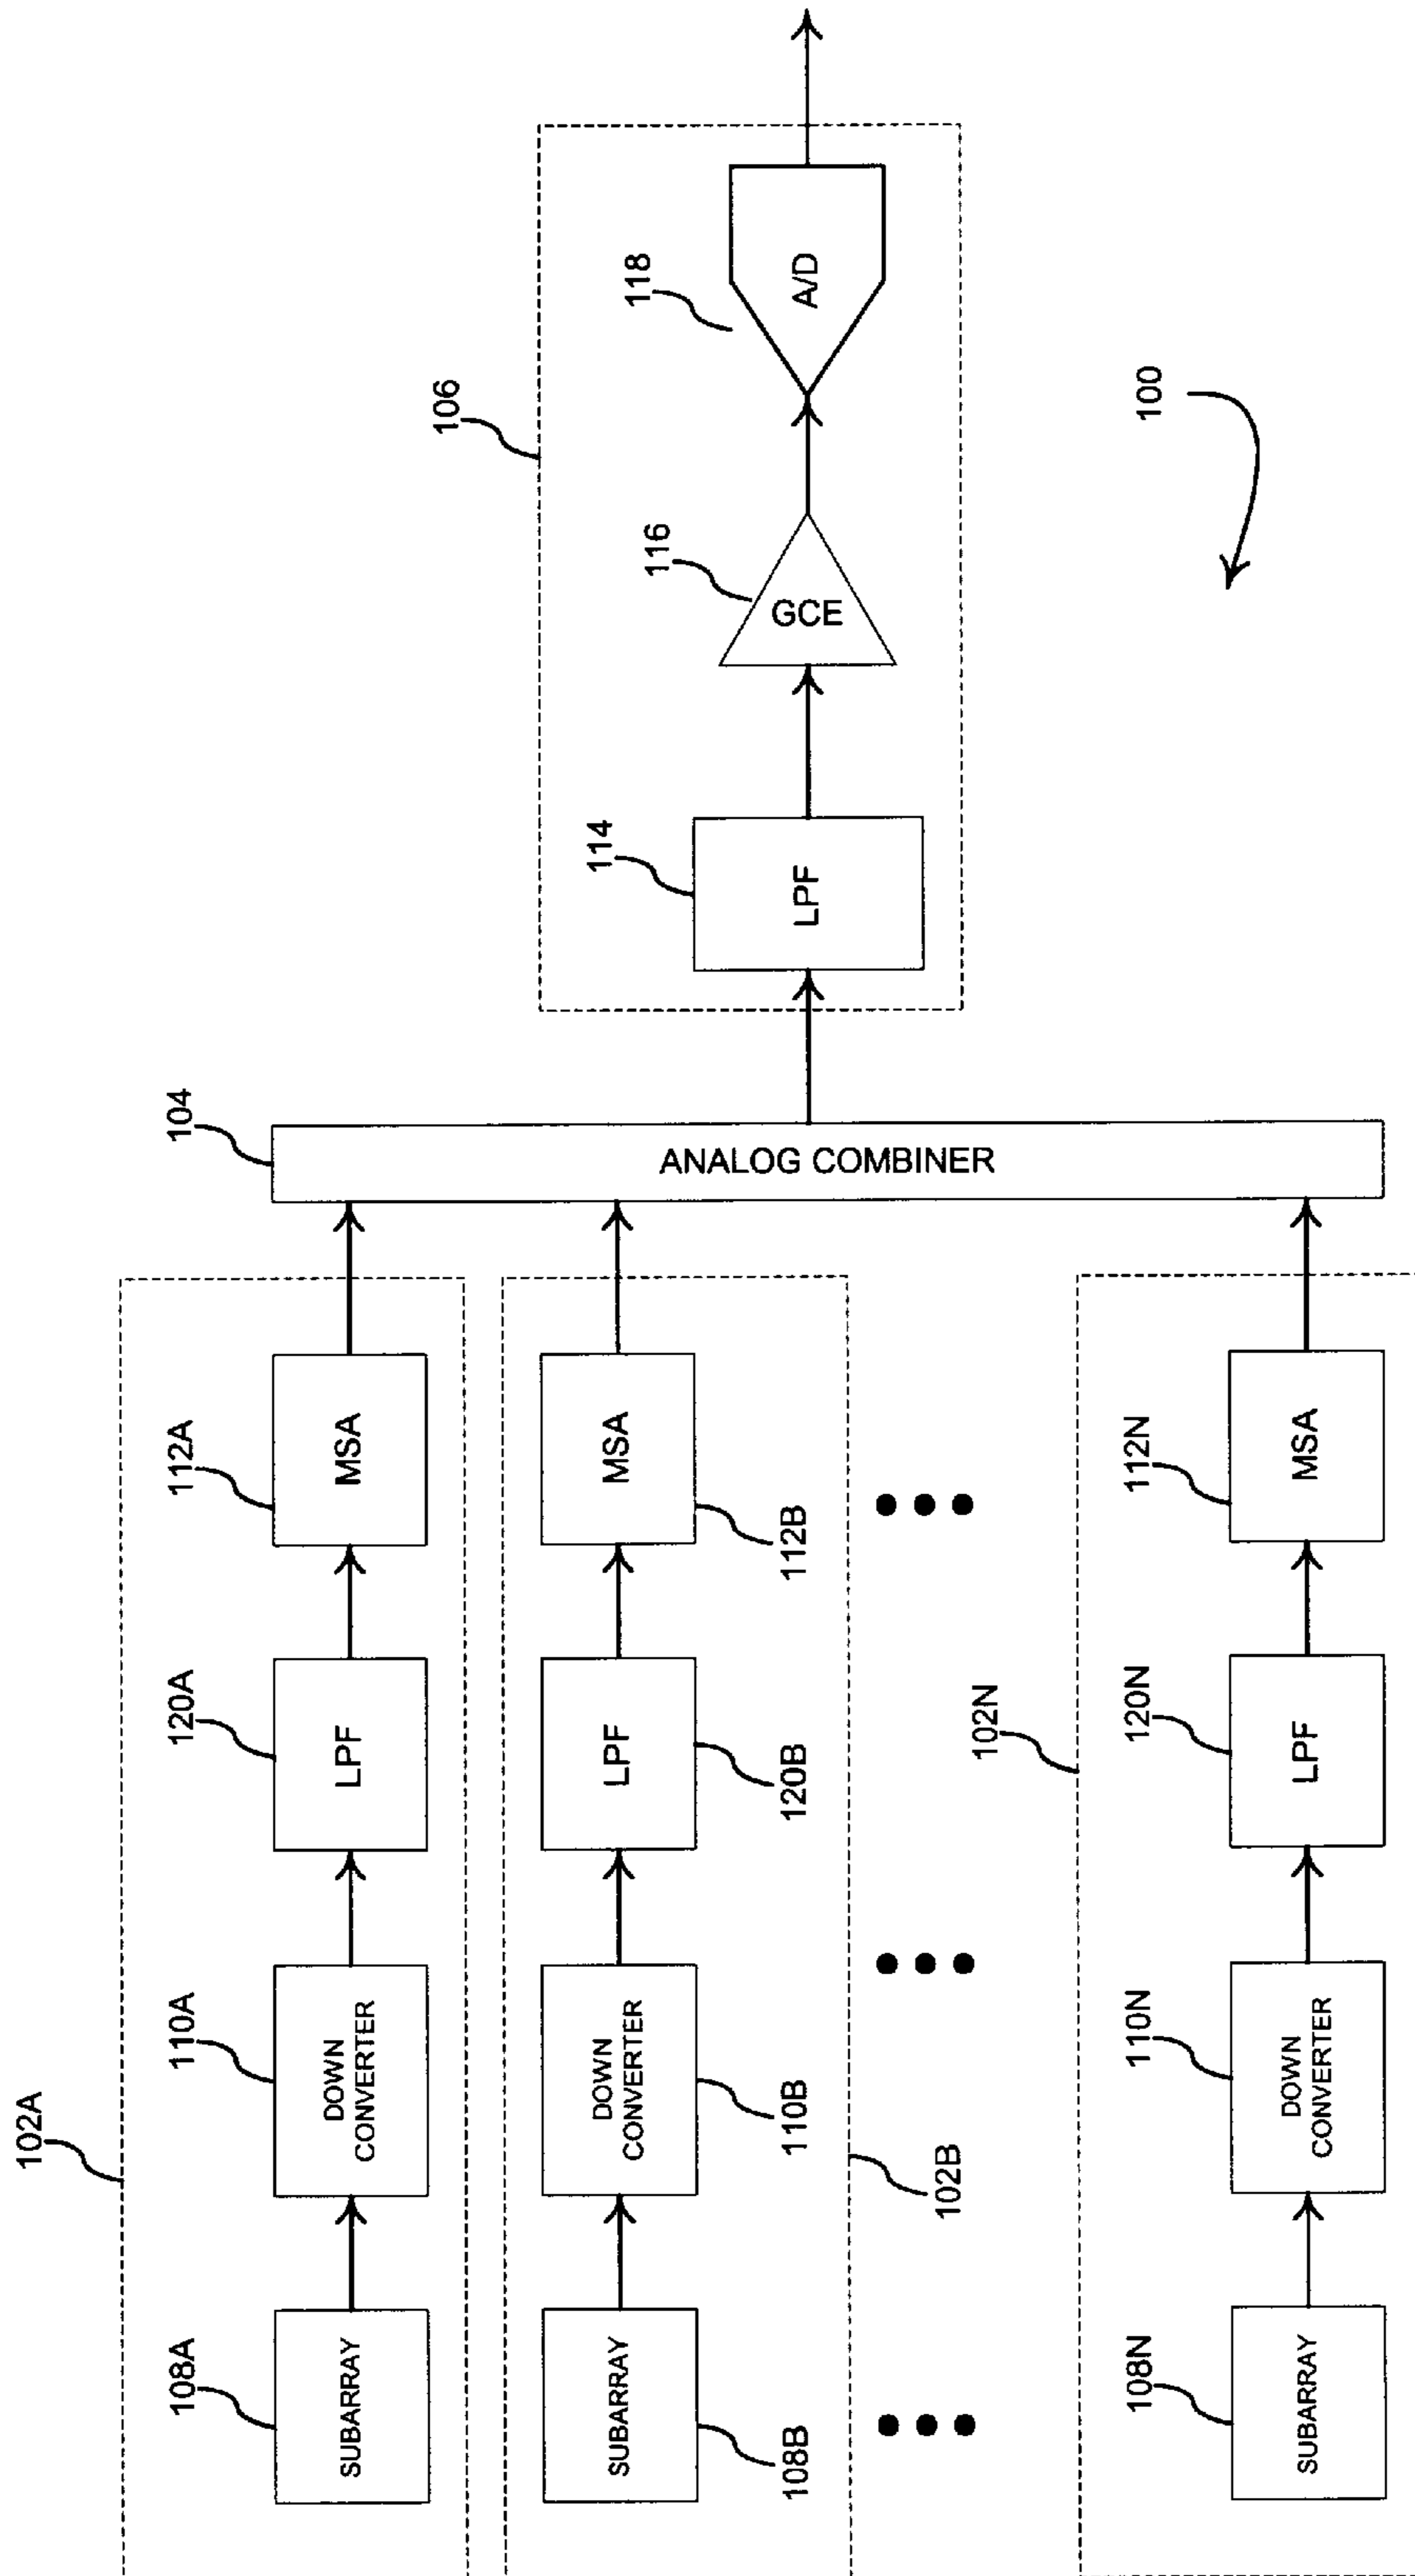 102A
108A
SUBARRAY
110A
DOWN
CONVERTER
120A
LPF
112A
MSA
SUBARRAY
108B
DOWN
CONVERTER
110B
LPF
120B
MSA
112B
102B
102N
108N
SUBARRAY
110N
DOWN
CONVERTER
120N
LPF
112N
MSA
104
ANALOG COMBINER
106
114
LPF
116
GCE
118
A/D
100